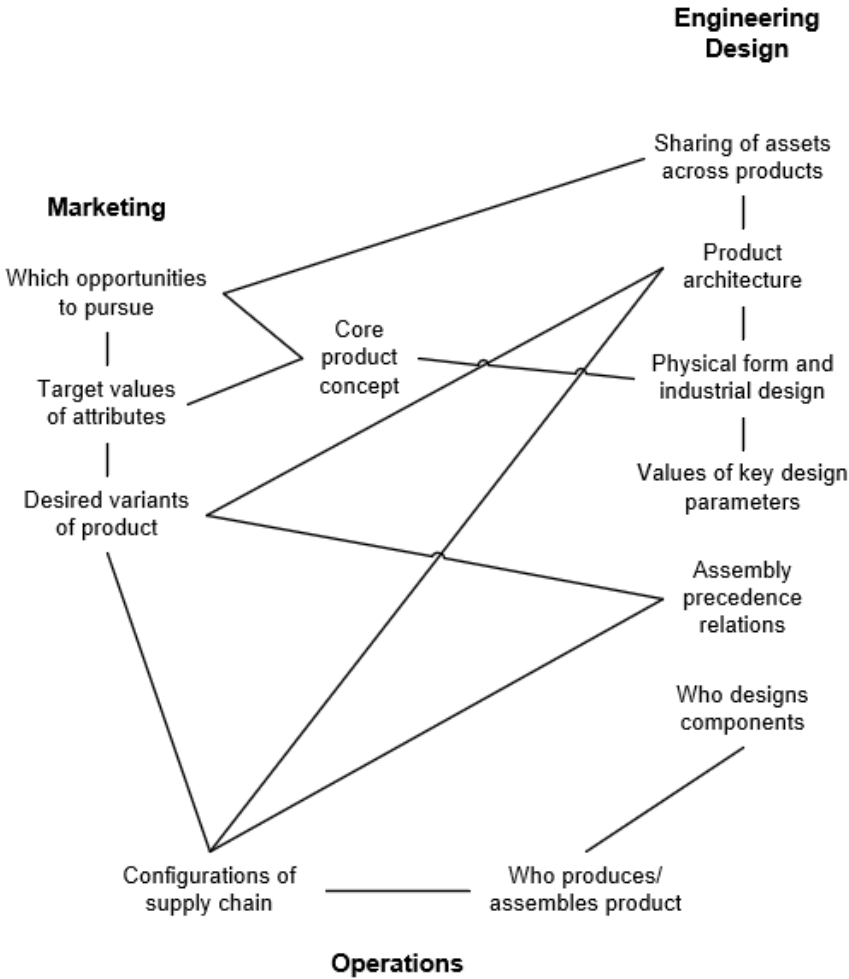 Engineering
Design
Sharing of assets
across products
Marketing
Which opportunities
to pursue
Product
architecture
Core
product
concept
Target values
of attributes
Physical form and
industrial design
Desired variants
of product
Values of key design
parameters
Assembly
precedence
relations
Who designs
components
Configurations of
supply chain
Who produces/
assembles product
Operations